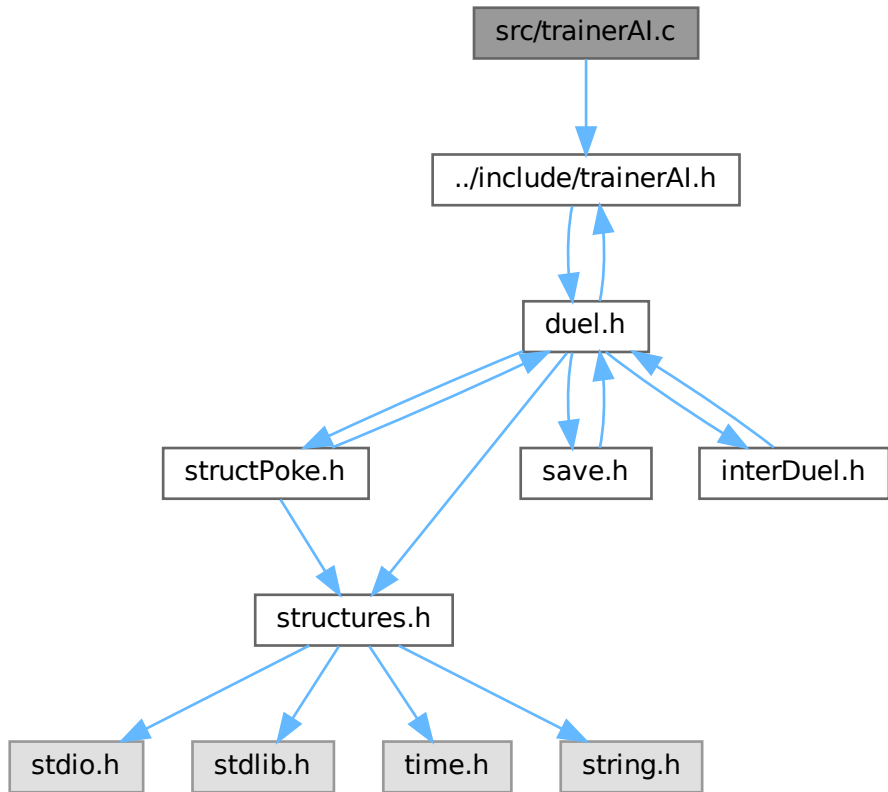 src/trainerAI.c
../include/trainerAI.h
duel.h
structPoke.h
save.h
interDuel.h
structures.h
stdio.h
stdlib.h
time.h
string.h